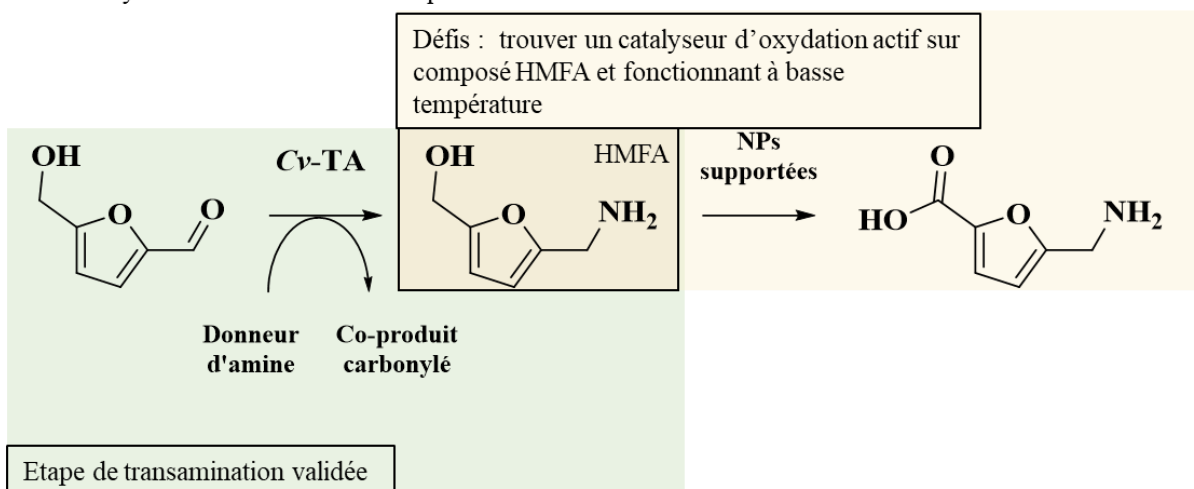 Défis : trouver un catalyseur d’oxydation actif sur
composé HMFA et fonctionnant à basse
température
OH
O
O
Cv-TA
OH
HMFA
O
NH2
NPs
supportées
O
HO
O
NH2
Donneur
d'amine
Co-produit
carbonylé
Etape de transamination validée